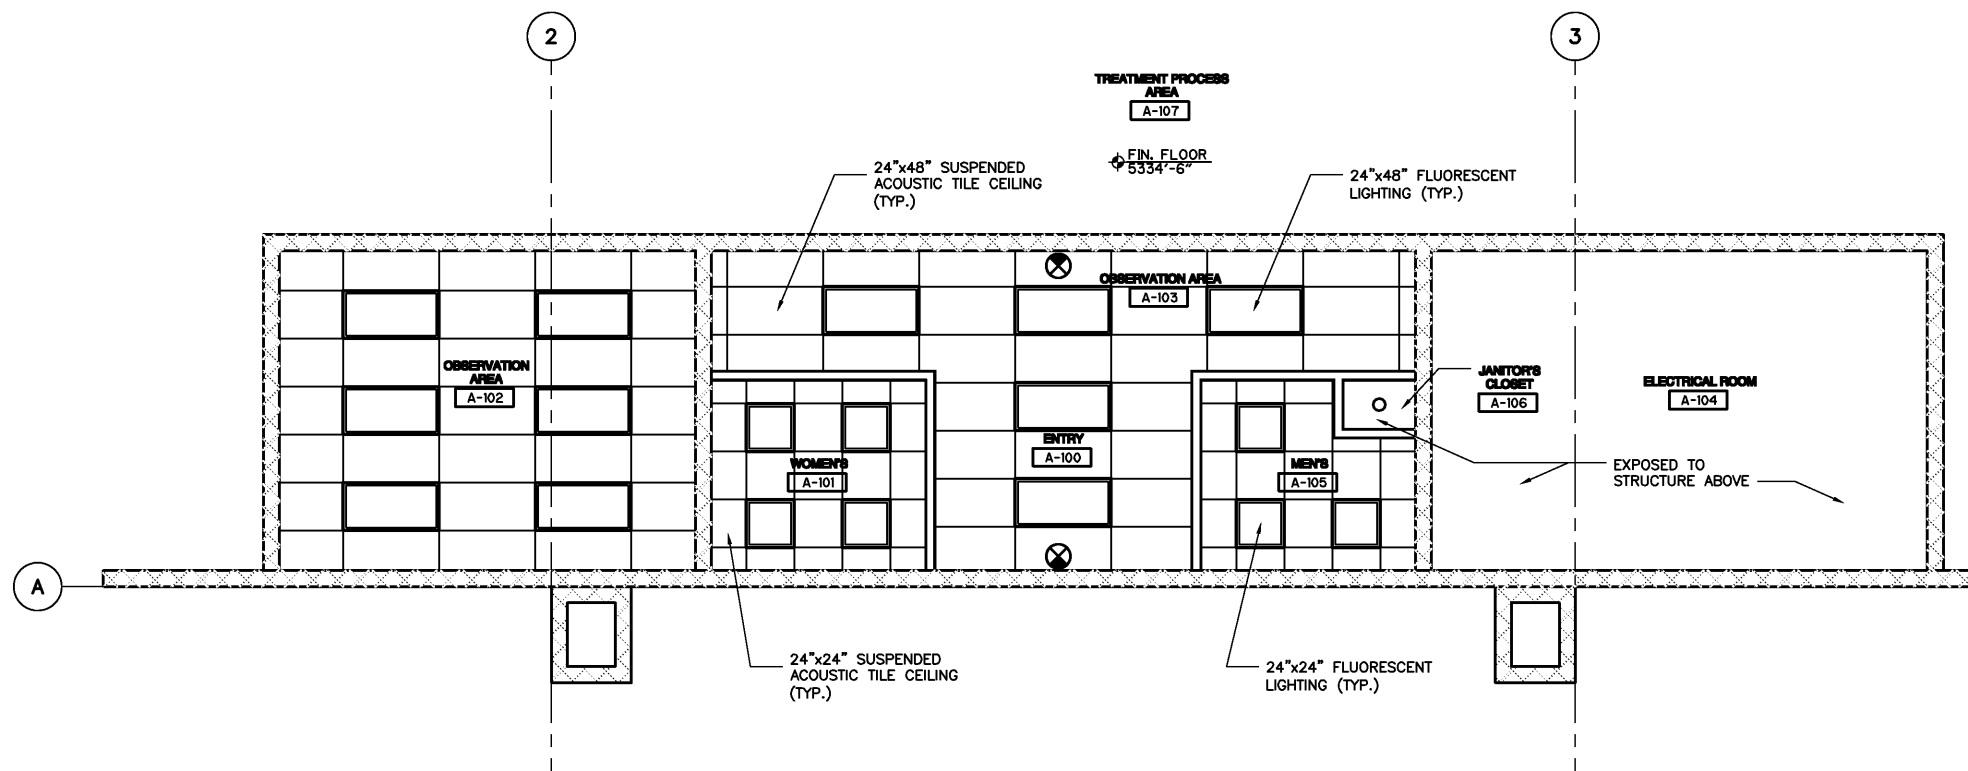 2
3
TREATMENT PROCESS
AREA
A-107
FIN. FLOOR
5334'-6"
24"x48" SUSPENDED
ACOUSTIC TILE CEILING
(TYP.)
24"x48" FLUORESCENT
LIGHTING (TYP.)
OBSERVATION AREA
A-103
OBSERVATION
AREA
A-102
JANITOR'S
CLOSET
A-106
ELECTRICAL ROOM
A-104
ENTRY
A-100
WOMEN'S
A-101
MEN'S
A-105
EXPOSED TO
STRUCTURE ABOVE
A
24"x24" SUSPENDED
ACOUSTIC TILE CEILING
(TYP.)
24"x24" FLUORESCENT
LIGHTING (TYP.)